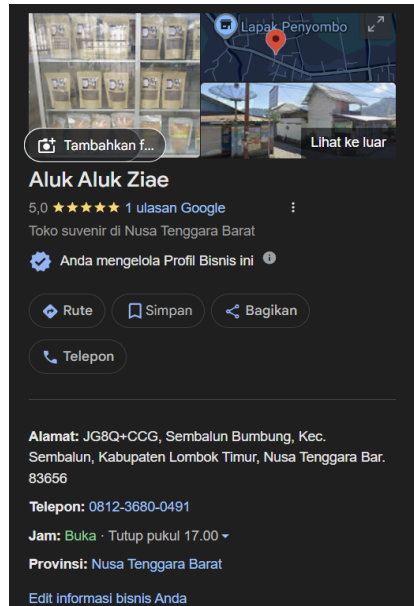 Lapak Penyombo
Tambahkan f...
Lihat ke luar
Aluk Aluk Ziae
5,0 ★★★★★ 1 ulasan Google
Toko suvenir di Nusa Tenggara Barat
Anda mengelola Profil Bisnis ini
Rute
Simpan
Bagikan
Telepon
Alamat: JG8Q+CCG, Sembalun Bumbung, Kec.
Sembalun, Kabupaten Lombok Timur, Nusa Tenggara Bar.
83656
Telepon: 0812-3680-0491
Jam: Buka · Tutup pukul 17.00
Provinsi: Nusa Tenggara Barat
Edit informasi bisnis Anda